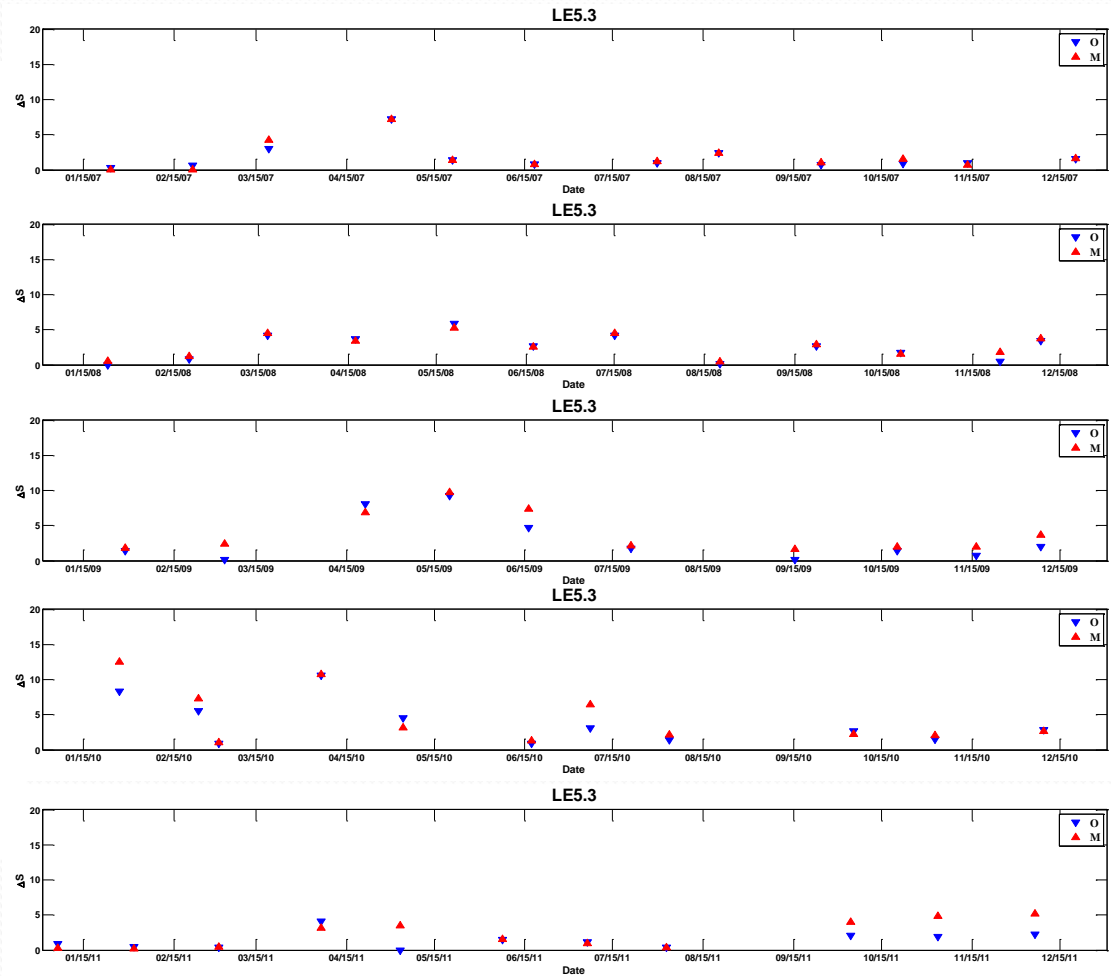 LE5.3
20
15
10
5
0
ΔS
O
M
01/15/07 02/15/07 03/15/07 04/15/07 05/15/07 06/15/07 07/15/07 08/15/07 09/15/07 10/15/07 11/15/07 12/15/07
Date
LE5.3
20
15
10
5
0
ΔS
O
M
01/15/08 02/15/08 03/15/08 04/15/08 05/15/08 06/15/08 07/15/08 08/15/08 09/15/08 10/15/08 11/15/08 12/15/08
Date
LE5.3
20
15
10
5
0
ΔS
O
M
01/15/09 02/15/09 03/15/09 04/15/09 05/15/09 06/15/09 07/15/09 08/15/09 09/15/09 10/15/09 11/15/09 12/15/09
Date
LE5.3
20
15
10
5
0
ΔS
O
M
01/15/10 02/15/10 03/15/10 04/15/10 05/15/10 06/15/10 07/15/10 08/15/10 09/15/10 10/15/10 11/15/10 12/15/10
Date
LE5.3
20
15
10
5
0
ΔS
O
M
01/15/11 02/15/11 03/15/11 04/15/11 05/15/11 06/15/11 07/15/11 08/15/11 09/15/11 10/15/11 11/15/11 12/15/11
Date